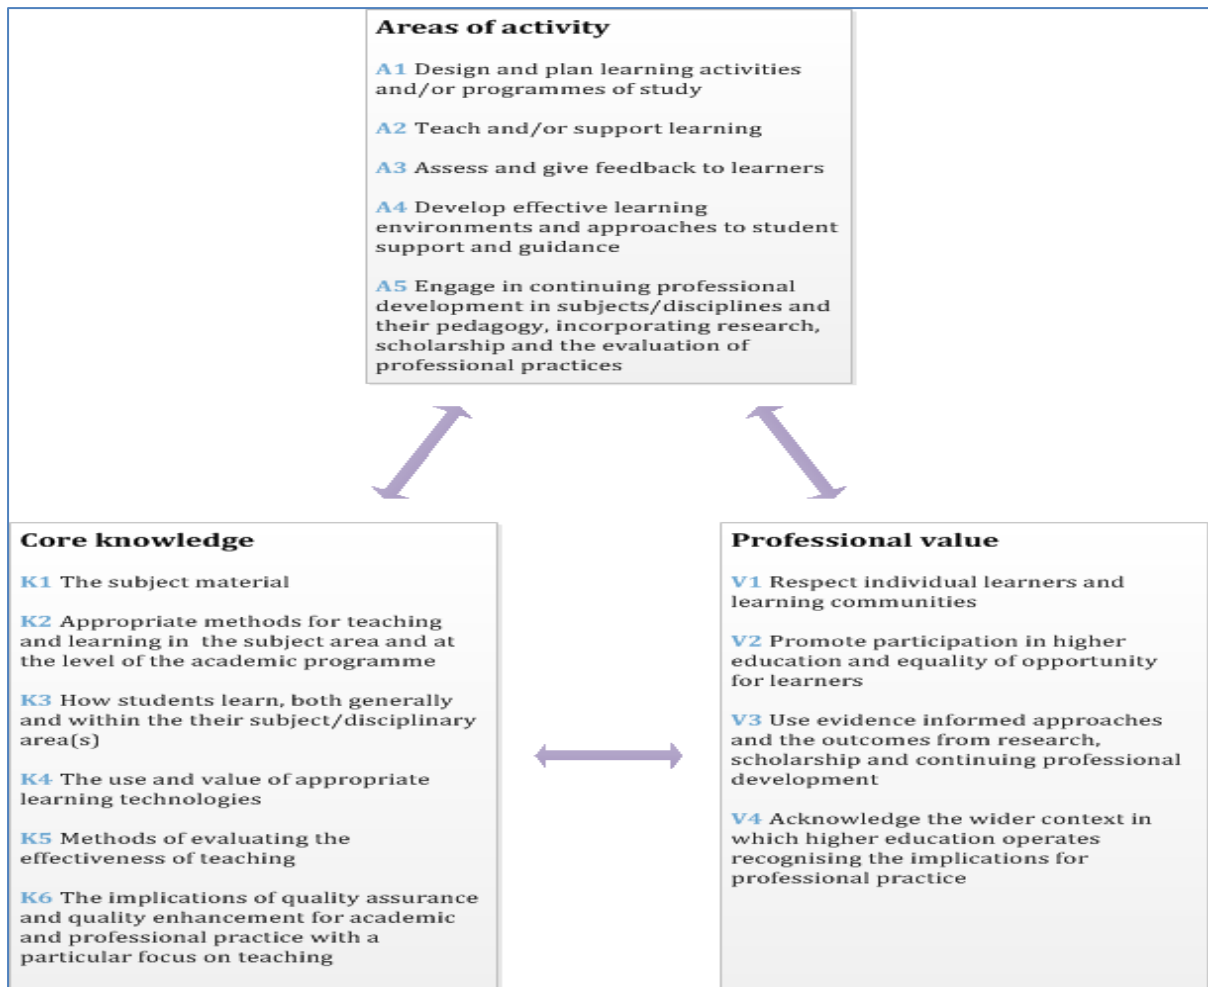 Areas of activity
A1 Design and plan learning activities
and/or programmes of study
A2 Teach and/or support learning
A3 Assess and give feedback to learners
A4 Develop effective learning
environments and approaches to student
support and guidance
A5 Engage in continuing professional
development in subjects/disciplines and
their pedagogy, incorporating research,
scholarship and the evaluation of
professional practices
Core knowledge
K1 The subject material
K2 Appropriate methods for teaching
and learning in the subject area and at
the level of the academic programme
K3 How students learn, both generally
and within the their subject/disciplinary
area(s)
K4 The use and value of appropriate
learning technologies
K5 Methods of evaluating the
effectiveness of teaching
K6 The implications of quality assurance
and quality enhancement for academic
and professional practice with a
particular focus on teaching
Professional value
V1 Respect individual learners and
learning communities
V2 Promote participation in higher
education and equality of opportunity
for learners
V3 Use evidence informed approaches
and the outcomes from research,
scholarship and continuing professional
development
V4 Acknowledge the wider context in
which higher education operates
recognising the implications for
professional practice